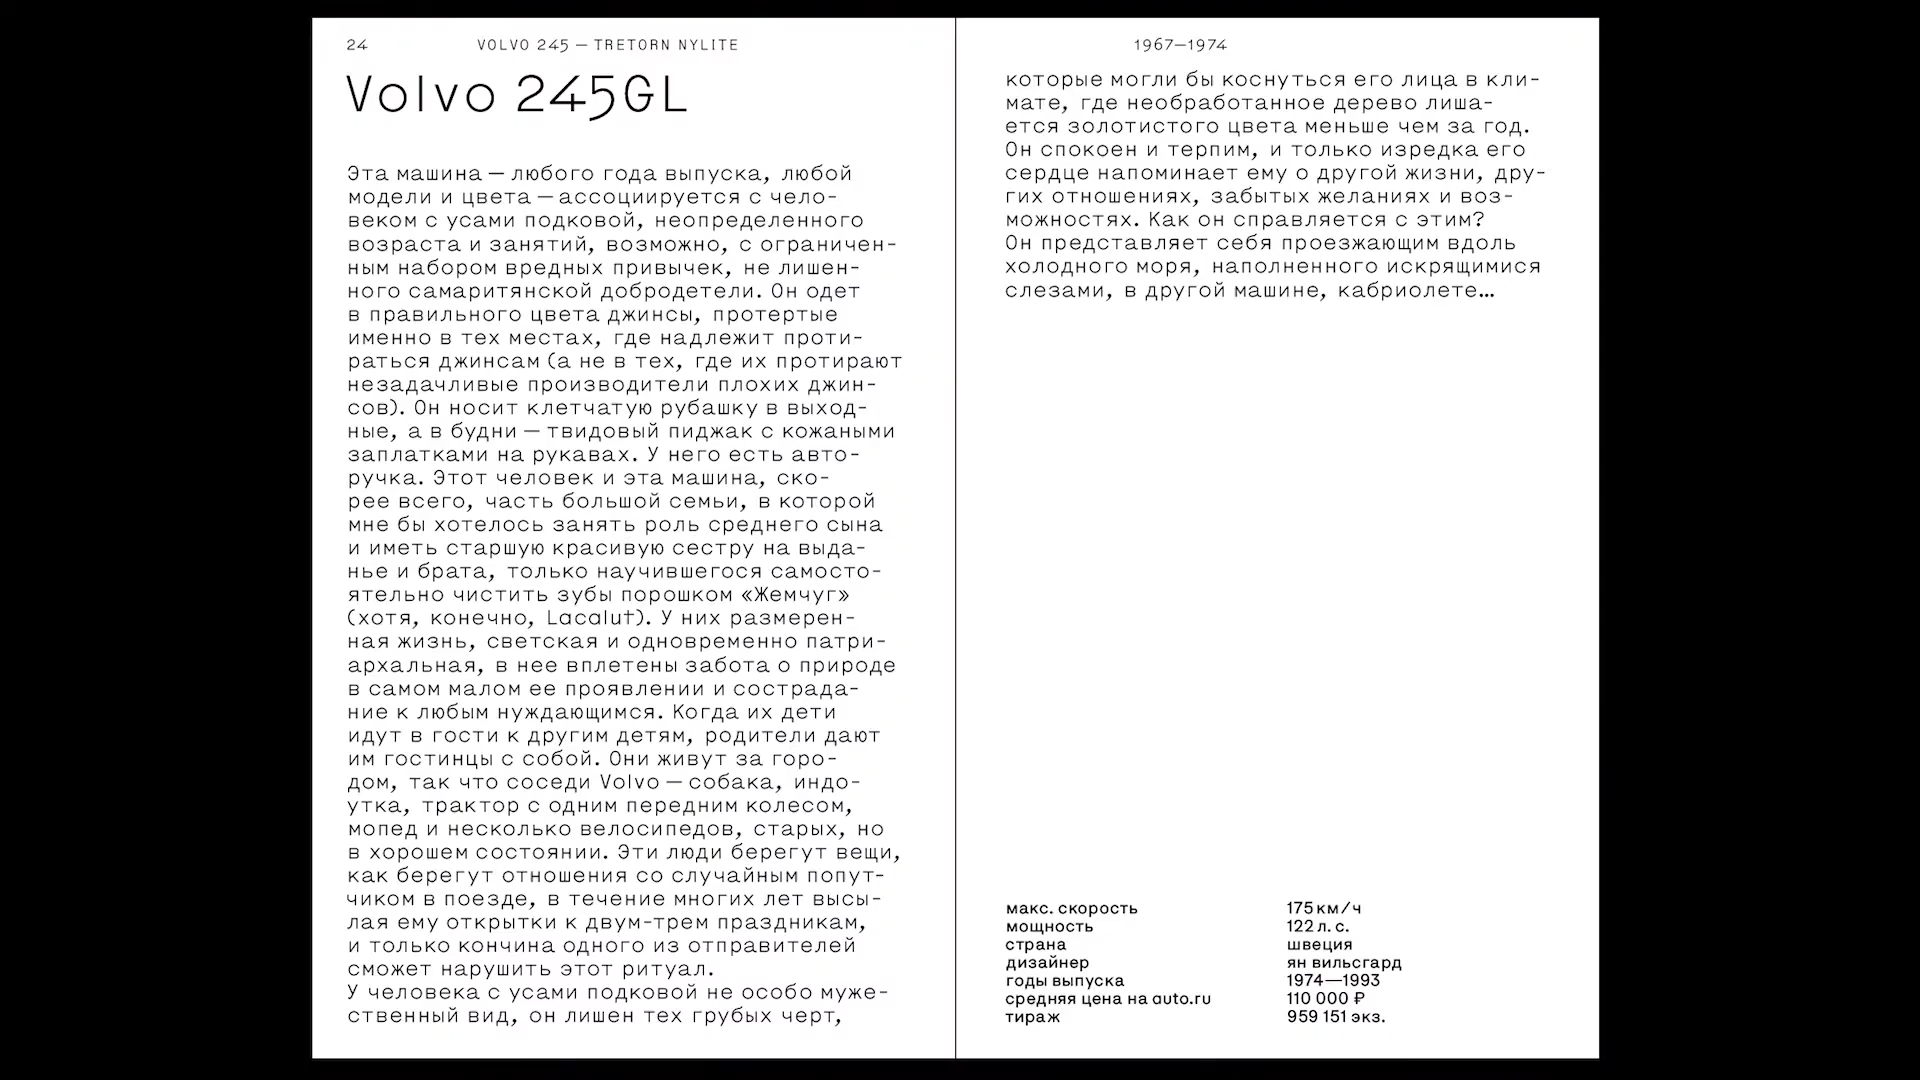 24
VOLVO 245 — TRETORN NYLITE
Volvo 245GL
Эта машина — любого года выпуска, любой
модели и цвета — ассоциируется с чело-
веком с усами подковой, неопределенного
возраста и занятий, возможно, с ограничен-
ным набором вредных привычек, не лишен-
ного самаритянской добродетели. Он одет
в правильного цвета джинсы, протертые
именно в тех местах, где надлежит проти-
раться джинсам (а не в тех, где их протирают
незадачливые производители плохих джин-
сов). Он носит клетчатую рубашку в выход-
ные, а в будни — твидовый пиджак с кожаными
заплатками на рукавах. У него есть авто-
ручка. Этот человек и эта машина, ско-
рее всего, часть большой семьи, в которой
мне бы хотелось занять роль среднего сына
и иметь старшую красивую сестру на выда-
нье и брата, только научившегося самосто-
ятельно чистить зубы порошком «Жемчуг»
(хотя, конечно, Lacalut). У них размерен-
ная жизнь, светская и одновременно патри-
архальная, в нее вплетены забота о природе
в самом малом ее проявлении и сострада-
ние к любым нуждающимся. Когда их дети
идут в гости к другим детям, родители дают
им гостинцы с собой. Они живут за горо-
дом, так что соседи Volvo — собака, индо-
утка, трактор с одним передним колесом,
мопед и несколько велосипедов, старых, но
в хорошем состоянии. Эти люди берегут вещи,
как берегут отношения со случайным попут-
чиком в поезде, в течение многих лет высы-
лая ему открытки к двум-трем праздникам,
и только кончина одного из отправителей
сможет нарушить этот ритуал.
У человека с усами подковой не особо муже-
ственный вид, он лишен тех грубых черт,
1967—1974
которые могли бы коснуться его лица в кли-
мате, где необработанное дерево лиша-
ется золотистого цвета меньше чем за год.
Он спокоен и терпим, и только изредка его
сердце напоминает ему о другой жизни, дру-
гих отношениях, забытых желаниях и воз-
можностях. Как он справляется с этим?
Он представляет себя проезжающим вдоль
холодного моря, наполненного искрящимися
слезами, в другой машине, кабриолете...
макс. скорость 175 км/ч
мощность 122 л. с.
страна швеция
дизайнер ян вильсгард
годы выпуска 1974—1993
средняя цена на auto.ru 110 000 ₽
тираж 959 151 экз.